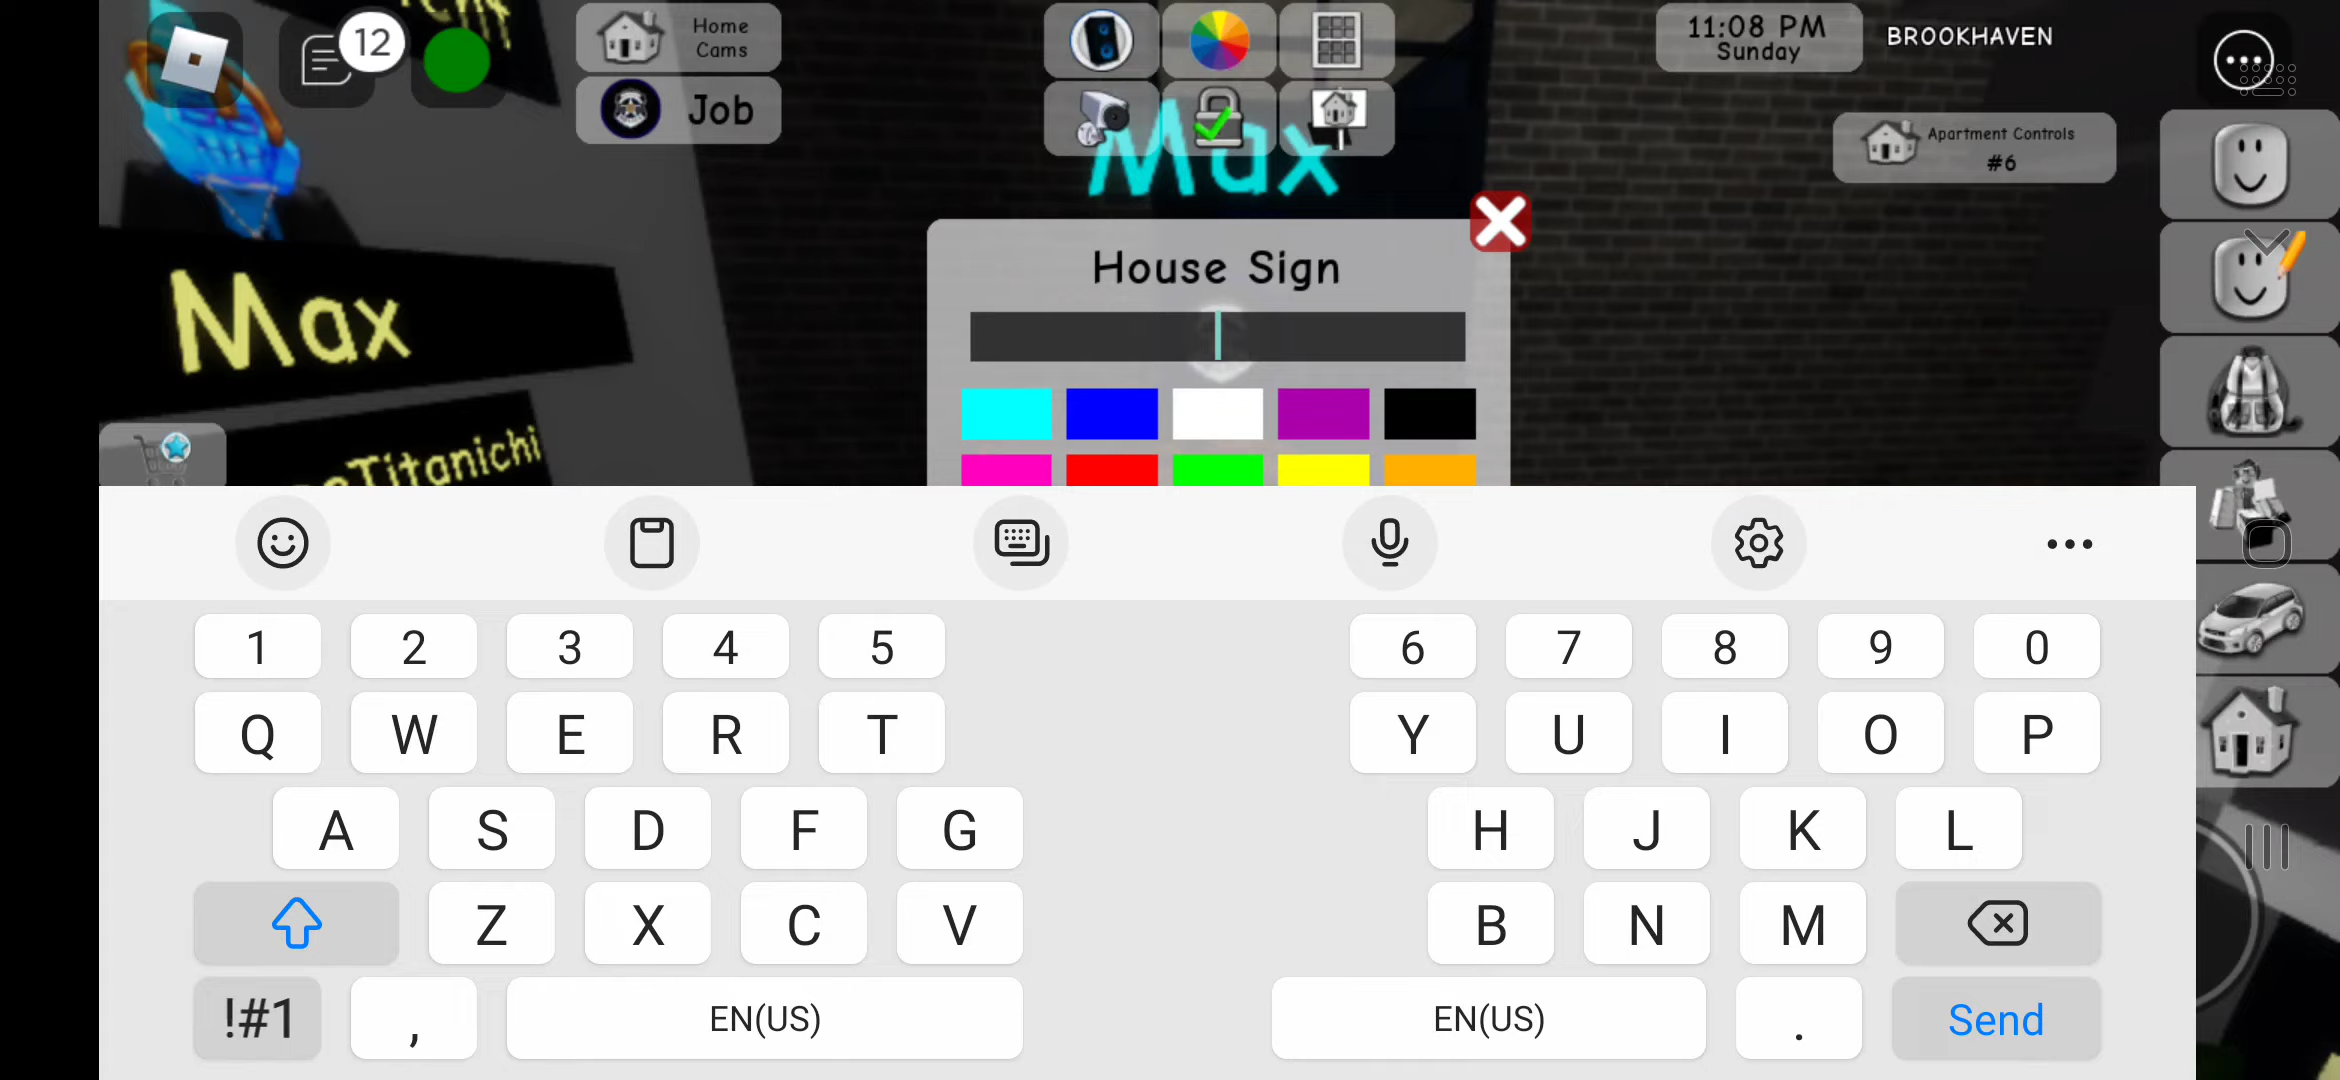 12
Home
Cams
Job
11:08 PM
Sunday
BROOKHAVEN
Apartment Controls
#6
Max
House Sign
Max
Titanichi
1 2 3 4 5 6 7 8 9 0
Q W E R T Y U I O P
A S D F G H J K L
Z X C V B N M
!#1 , EN(US) EN(US) . Send